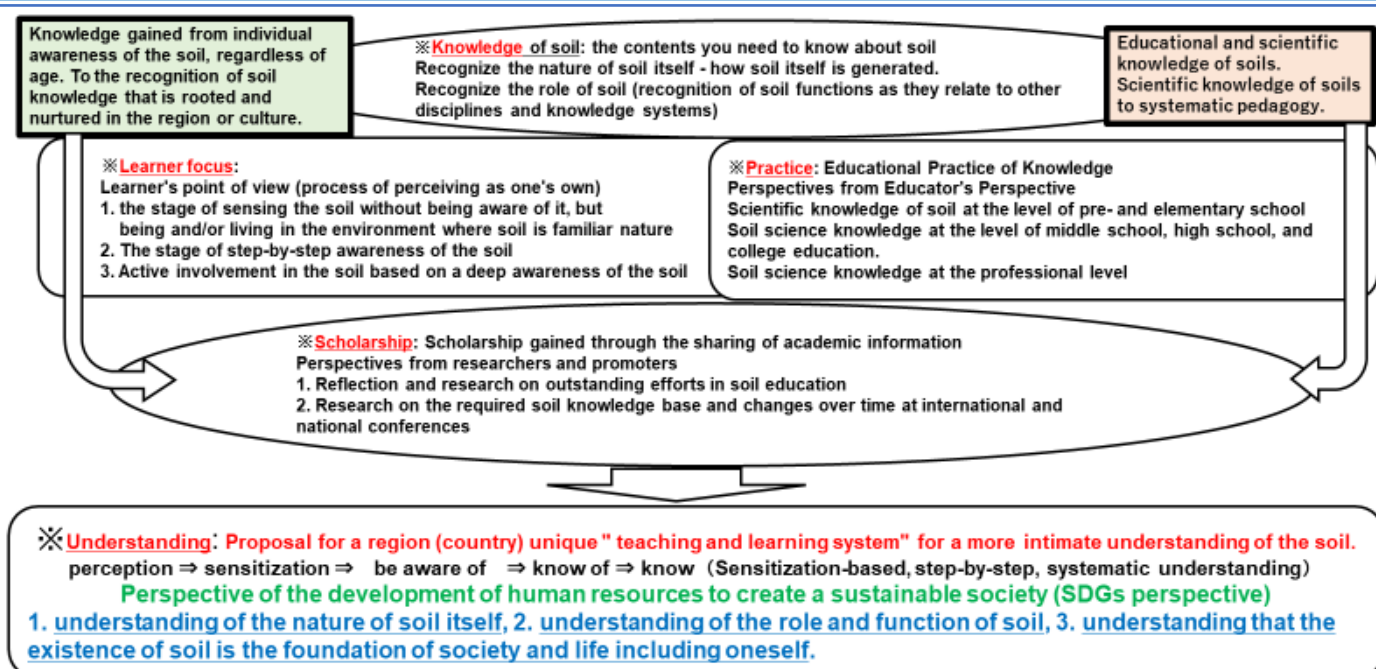 Knowledge gained from individual
awareness of the soil, regardless of
age. To the recognition of soil
knowledge that is rooted and
nurtured in the region or culture.
※Knowledge of soil: the contents you need to know about soil
Recognize the nature of soil itself - how soil itself is generated.
Recognize the role of soil (recognition of soil functions as they relate to other
disciplines and knowledge systems)
Educational and scientific
knowledge of soils.
Scientific knowledge of soils
to systematic pedagogy.
※Learner focus:
Learner's point of view (process of perceiving as one's own)
1. the stage of sensing the soil without being aware of it, but
being and/or living in the environment where soil is familiar nature
2. The stage of step-by-step awareness of the soil
3. Active involvement in the soil based on a deep awareness of the soil
※Practice: Educational Practice of Knowledge
Perspectives from Educator's Perspective
Scientific knowledge of soil at the level of pre- and elementary school
Soil science knowledge at the level of middle school, high school, and
college education.
Soil science knowledge at the professional level
※Scholarship: Scholarship gained through the sharing of academic information
Perspectives from researchers and promoters
1. Reflection and research on outstanding efforts in soil education
2. Research on the required soil knowledge base and changes over time at international and
national conferences
※Understanding: Proposal for a region (country) unique " teaching and learning system" for a more intimate understanding of the soil.
perception ⇒ sensitization ⇒ be aware of ⇒ know of ⇒ know (Sensitization-based, step-by-step, systematic understanding)
Perspective of the development of human resources to create a sustainable society (SDGs perspective)
1. understanding of the nature of soil itself, 2. understanding of the role and function of soil, 3. understanding that the
existence of soil is the foundation of society and life including oneself.